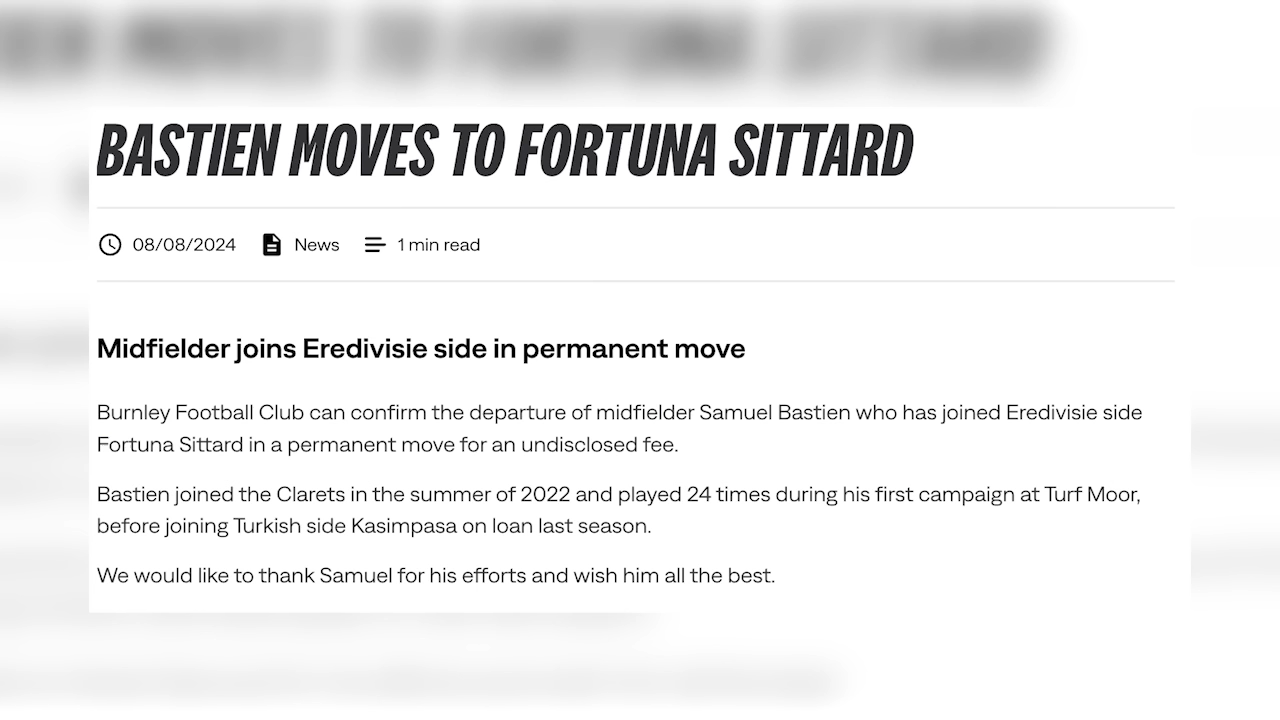 BASTIEN MOVES TO FORTUNA SITTARD
08/08/2024 News 1 min read
Midfielder joins Eredivisie side in permanent move
Burnley Football Club can confirm the departure of midfielder Samuel Bastien who has joined Eredivisie side
Fortuna Sittard in a permanent move for an undisclosed fee.
Bastien joined the Clarets in the summer of 2022 and played 24 times during his first campaign at Turf Moor,
before joining Turkish side Kasimpasa on loan last season.
We would like to thank Samuel for his efforts and wish him all the best.